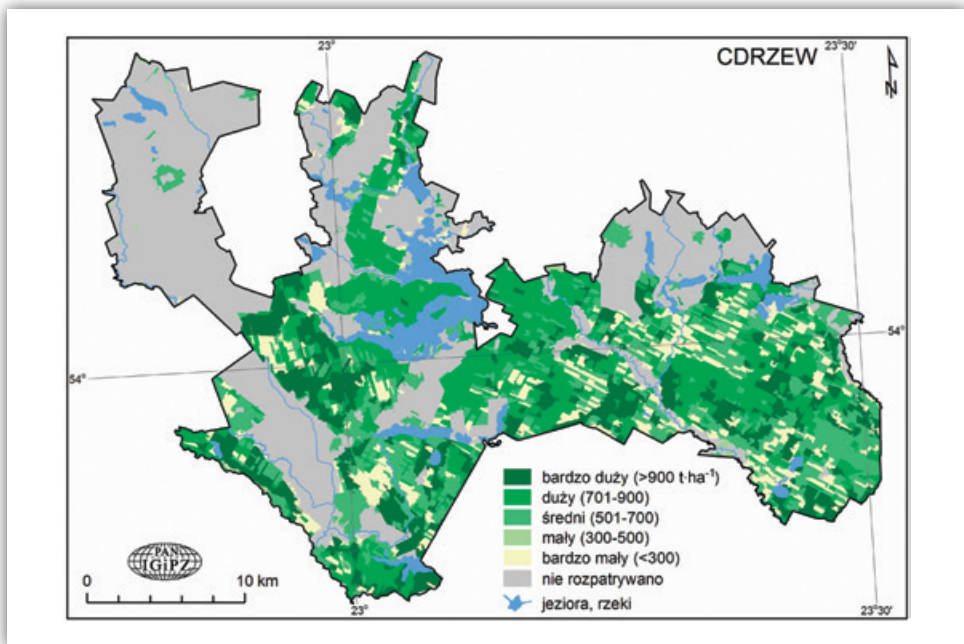 23°
23°30'
CDRZEW
N
54°
54°
bardzo duży (>900 t·ha⁻¹)
duży (701-900)
średni (501-700)
mały (300-500)
bardzo mały (<300)
nie rozpatrywano
jeziora, rzeki
PAN
IGiPZ
0 10 km
23°
23°30'